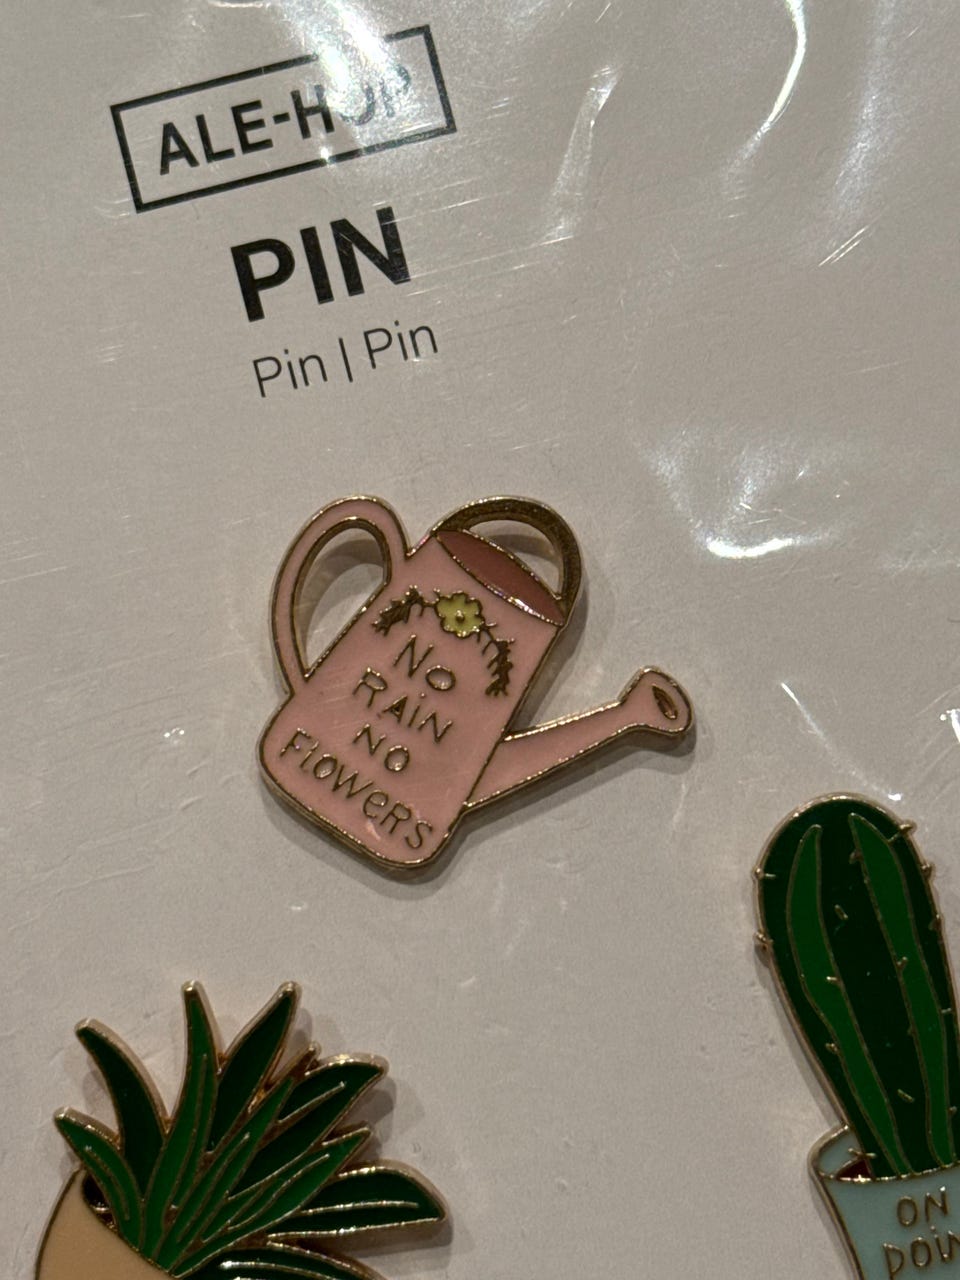 ALE-HOP
PIN
Pin | Pin
No
RAiN
NO
FlOWeRS
ON